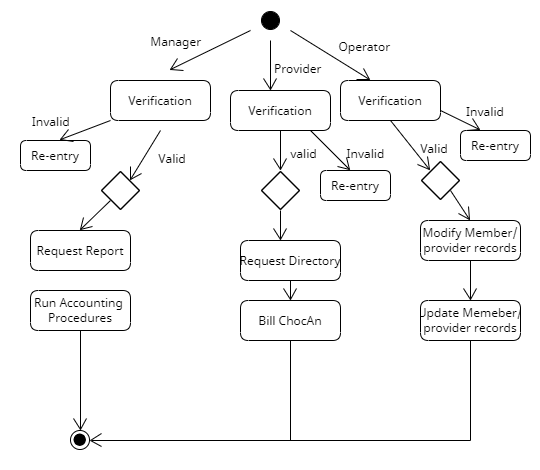 Manager
Operator
Provider
Verification
Verification
Verification
Invalid
Invalid
Re-entry
Valid
valid
Invalid
Valid
Re-entry
Re-entry
Request Report
Request Directory
Modify Member/
provider records
Run Accounting
Procedures
Bill ChocAn
Update Memeber/
provider records